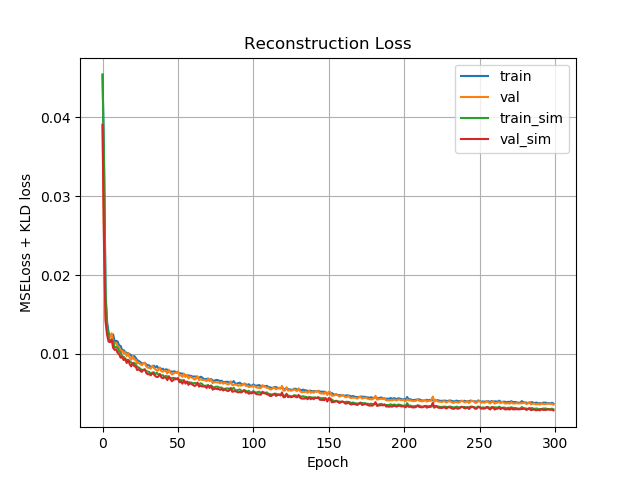 Reconstruction Loss
train
val
train_sim
val_sim
0.04
0.03
0.02
0.01
MSELoss + KLD loss
0 50 100 150 200 250 300
Epoch